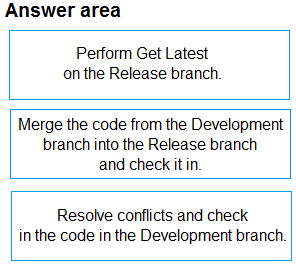 Answer area
Perform Get Latest
on the Release branch.
Merge the code from the Development
branch into the Release branch
and check it in.
Resolve conflicts and check
in the code in the Development branch.